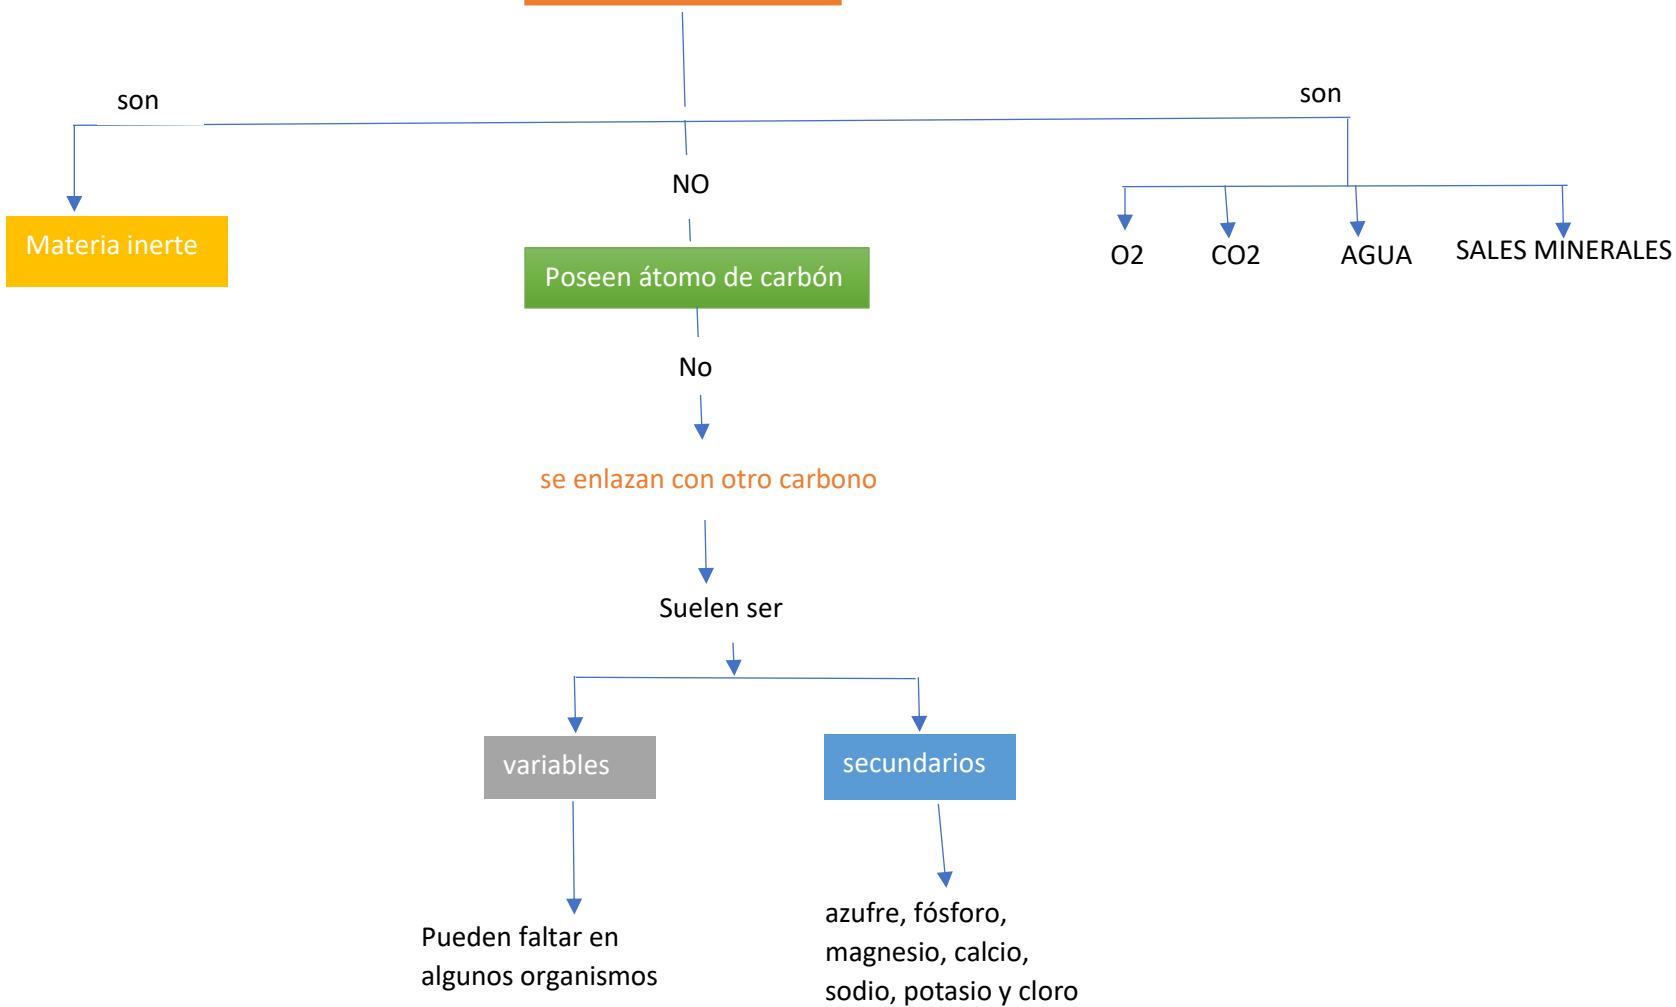 son
son
NO
Materia inerte
Poseen átomo de carbón
O2
CO2
AGUA
SALES MINERALES
No
se enlazan con otro carbono
Suelen ser
variables
secundarios
Pueden faltar en
algunos organismos
azufre, fósforo,
magnesio, calcio,
sodio, potasio y cloro